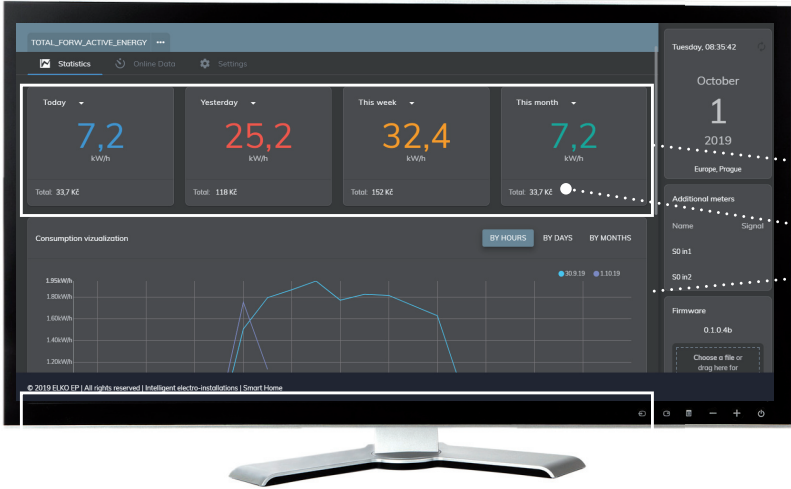 TOTAL_FORW_ACTIVE_ENERGY •••
Statistics Online Data Settings
Today Yesterday This week This month
7,2 25,2 32,4 7,2
kW/h kW/h kW/h kW/h
Total: 33,7 Kč Total: 118 Kč Total: 152 Kč Total: 33,7 Kč
Consumption vizualization BY HOURS BY DAYS BY MONTHS
30.9.19 1.10.19
1.95kW/h
1.80kW/h
1.60kW/h
1.40kW/h
1.20kW/h
© 2019 ELKO EP | All rights reserved | Intelligent electro-installations | Smart Home
Tuesday, 08:35:42
October
1
2019
Europe, Prague
Additional meters
Name Signal
S0 in1
S0 in2
Firmware
0.1.0.4b
Choose a file or
drag here for